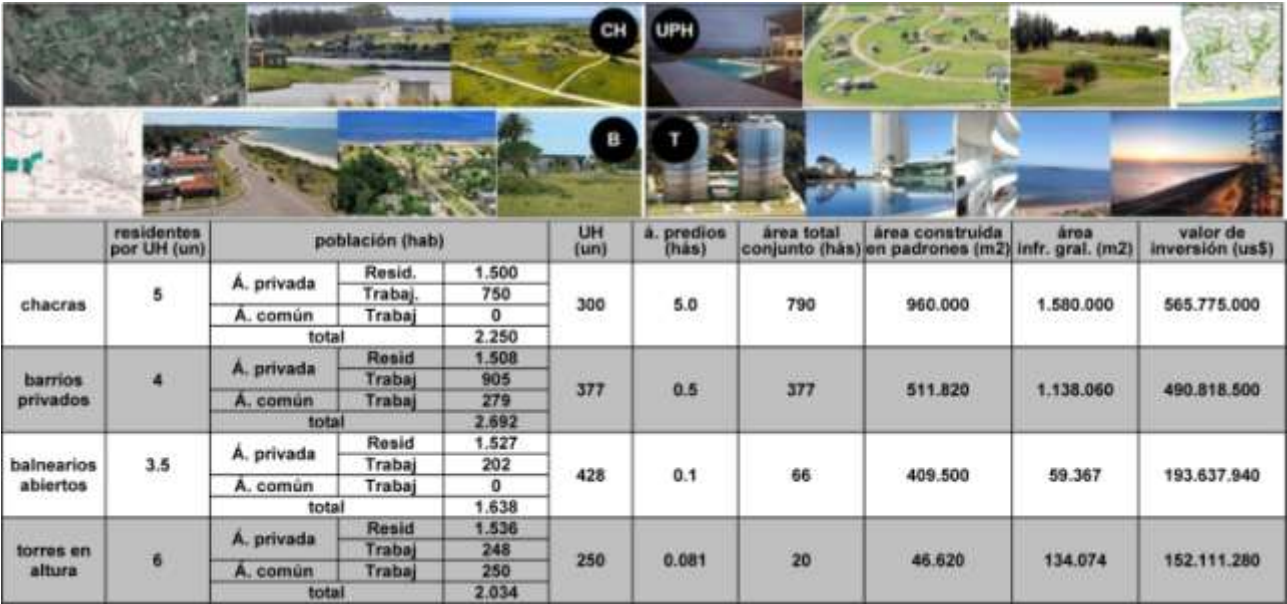 CH UPH
B T
residentes por UH (un) población (hab) UH (un) á. predios (hás) área total conjunto (hás) área construida en padrones (m2) área infr. gral. (m2) valor de inversión (us$)
chacras 5 Á. privada Resid. 1.500 300 5.0 790 960.000 1.580.000 565.775.000
Trabaj. 750
Á. común Trabaj 0
total 2.250
barrios privados 4 Á. privada Resid 1.508 377 0.5 377 511.820 1.138.060 490.818.500
Trabaj 905
Á. común Trabaj 279
total 2.692
balnearios abiertos 3.5 Á. privada Resid 1.527 428 0.1 66 409.500 59.367 193.637.940
Trabaj 202
Á. común Trabaj 0
total 1.638
torres en altura 6 Á. privada Resid 1.536 250 0.081 20 46.620 134.074 152.111.280
Trabaj 248
Á. común Trabaj 250
total 2.034